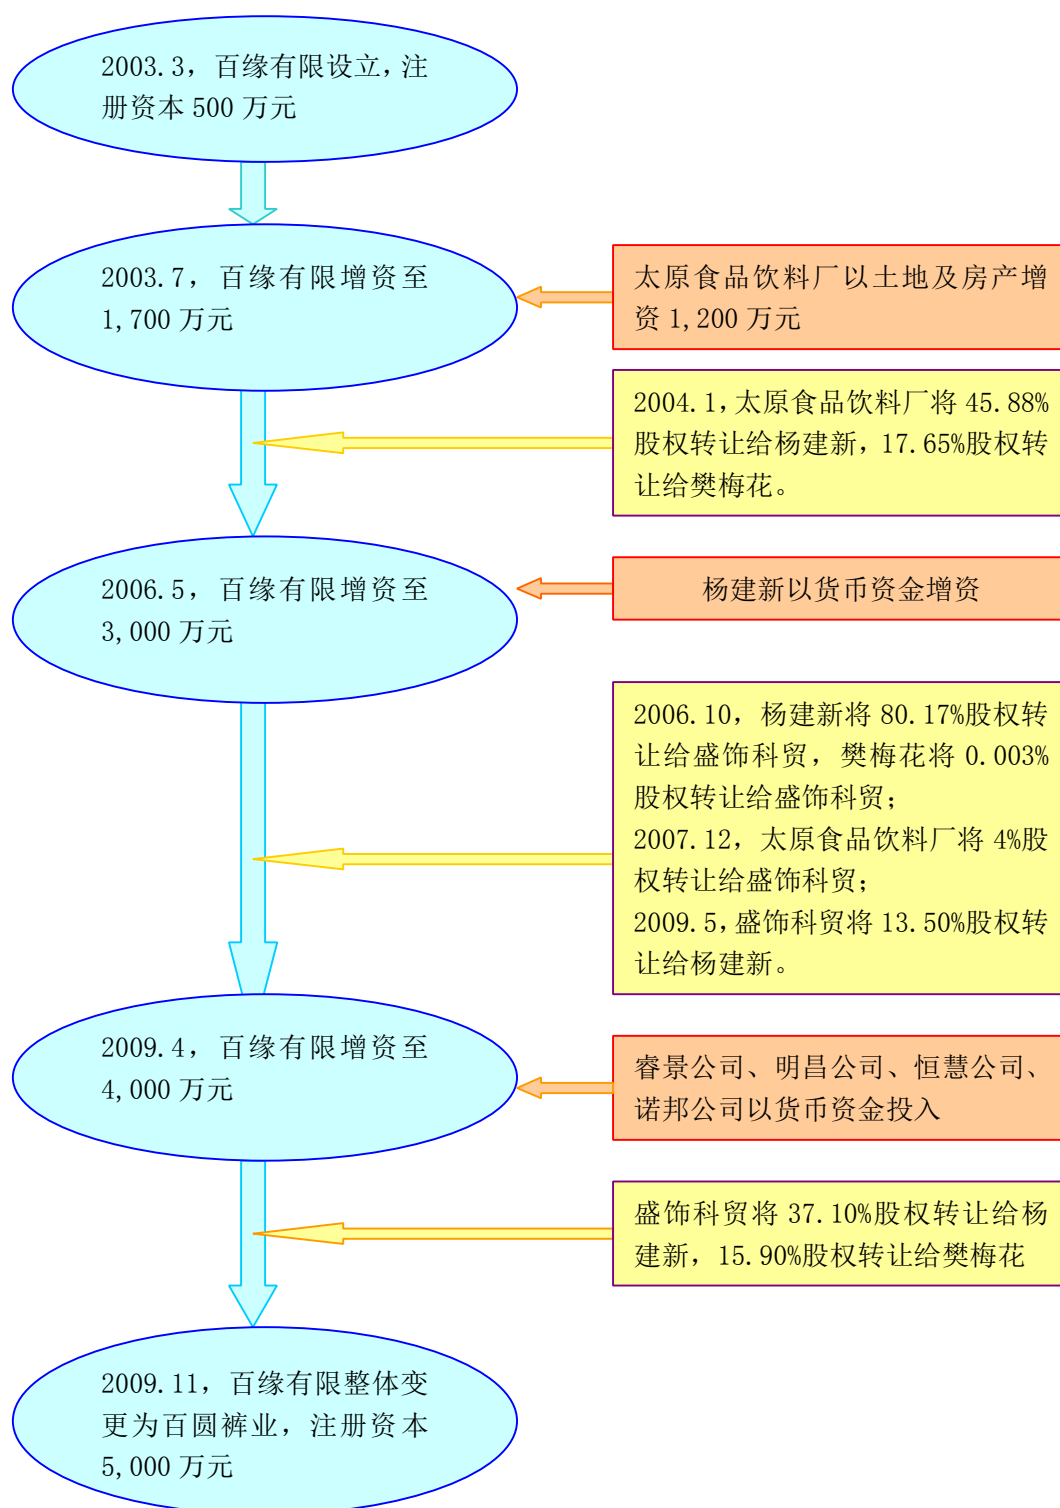 2003.3，百缘有限设立，注
册资本 500 万元
2003.7，百缘有限增资至
1,700 万元
太原食品饮料厂以土地及房产增
资 1,200 万元
2004.1，太原食品饮料厂将 45.88%
股权转让给杨建新，17.65%股权转
让给樊梅花。
2006.5，百缘有限增资至
3,000 万元
杨建新以货币资金增资
2006.10，杨建新将 80.17%股权转
让给盛饰科贸，樊梅花将 0.003%
股权转让给盛饰科贸；
2007.12，太原食品饮料厂将 4%股
权转让给盛饰科贸；
2009.5，盛饰科贸将 13.50%股权转
让给杨建新。
2009.4，百缘有限增资至
4,000 万元
睿景公司、明昌公司、恒慧公司、
诺邦公司以货币资金投入
盛饰科贸将 37.10%股权转让给杨
建新，15.90%股权转让给樊梅花
2009.11，百缘有限整体变
更为百圆裤业，注册资本
5,000 万元